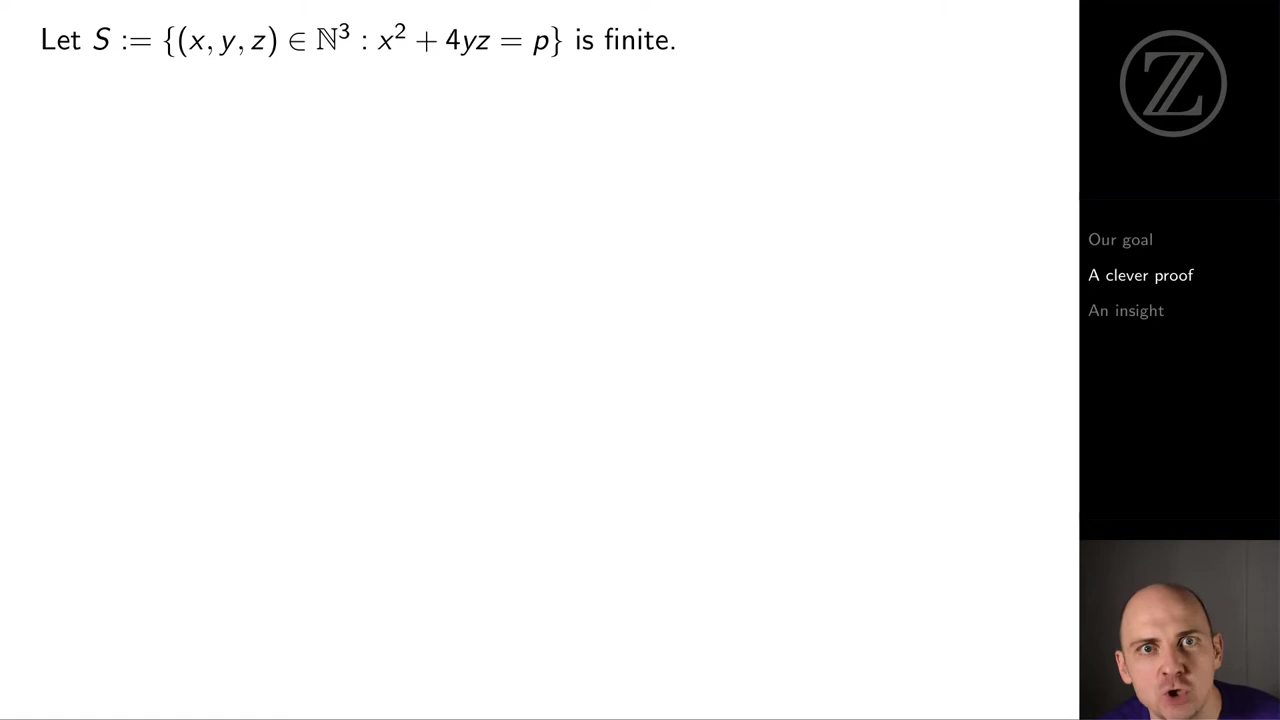 Let S := {(x, y, z) ∈ ℕ³ : x² + 4yz = p} is finite.
ℤ
Our goal
A clever proof
An insight